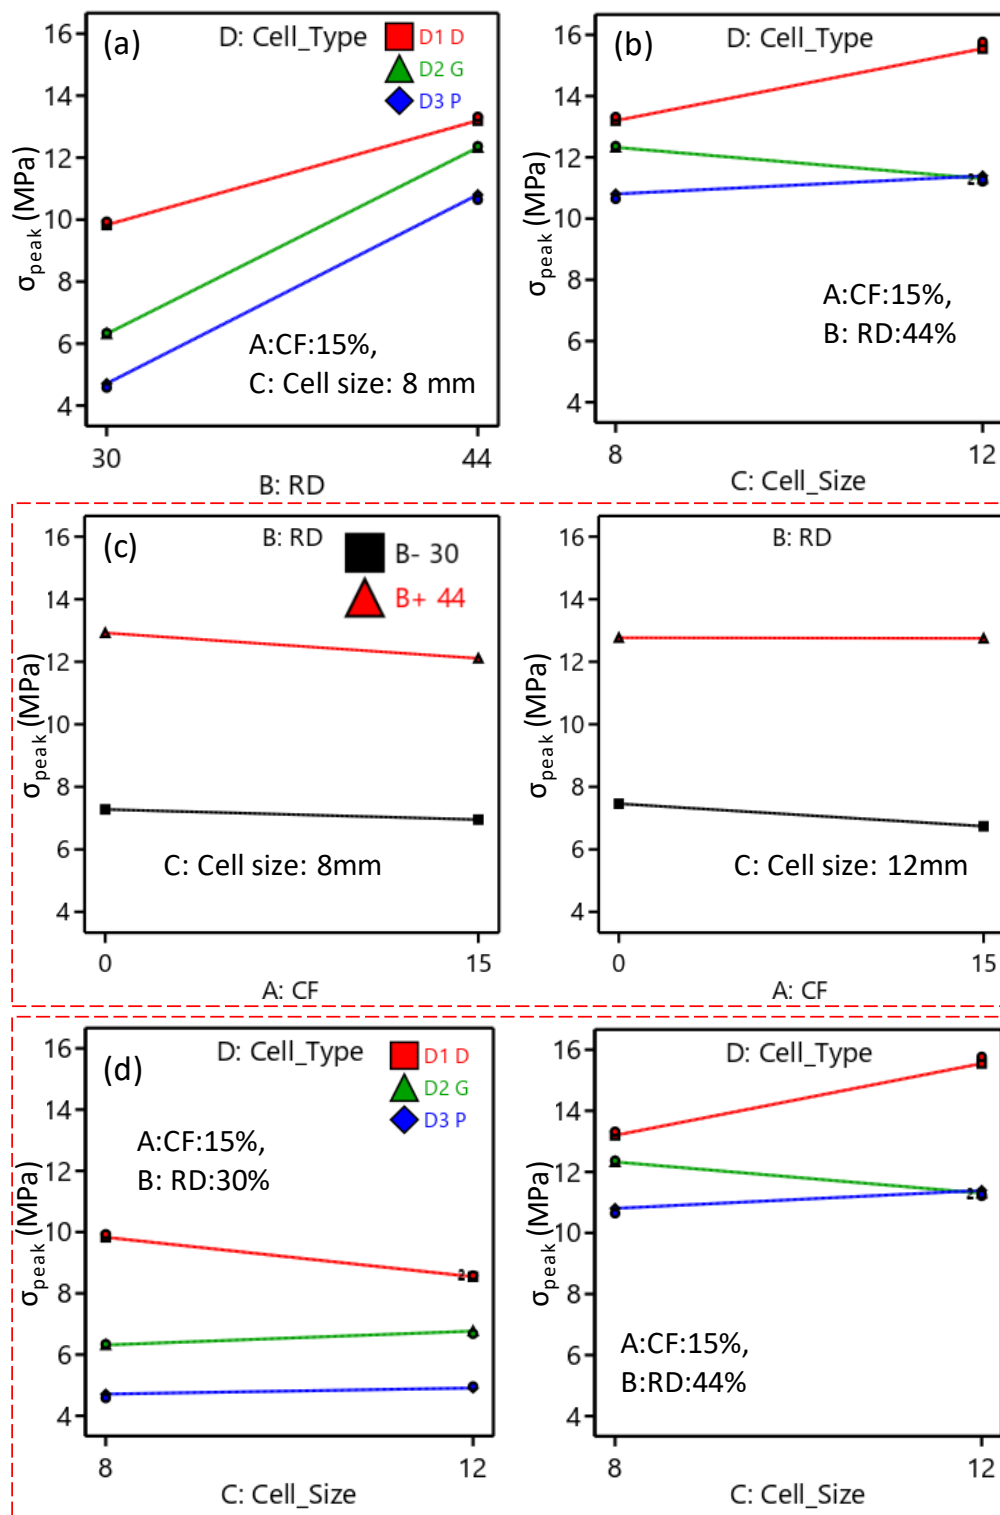 (a)
D: Cell_Type
D1 D
D2 G
D3 P
σpeak (MPa)
16
14
12
10
8
6
4
A:CF:15%,
C: Cell size: 8 mm
30
44
B: RD
(b)
D: Cell_Type
σpeak (MPa)
16
14
12
10
8
6
4
2
A:CF:15%,
B: RD:44%
8
12
C: Cell_Size
(c)
B: RD
B- 30
B+ 44
σpeak (MPa)
16
14
12
10
8
6
4
C: Cell size: 8mm
0
15
A: CF
B: RD
σpeak (MPa)
16
14
12
10
8
6
4
C: Cell size: 12mm
0
15
A: CF
(d)
D: Cell_Type
D1 D
D2 G
D3 P
A:CF:15%,
B: RD:30%
σpeak (MPa)
16
14
12
10
8
6
4
2
8
12
C: Cell_Size
D: Cell_Type
σpeak (MPa)
16
14
12
10
8
6
4
2
A:CF:15%,
B:RD:44%
8
12
C: Cell_Size